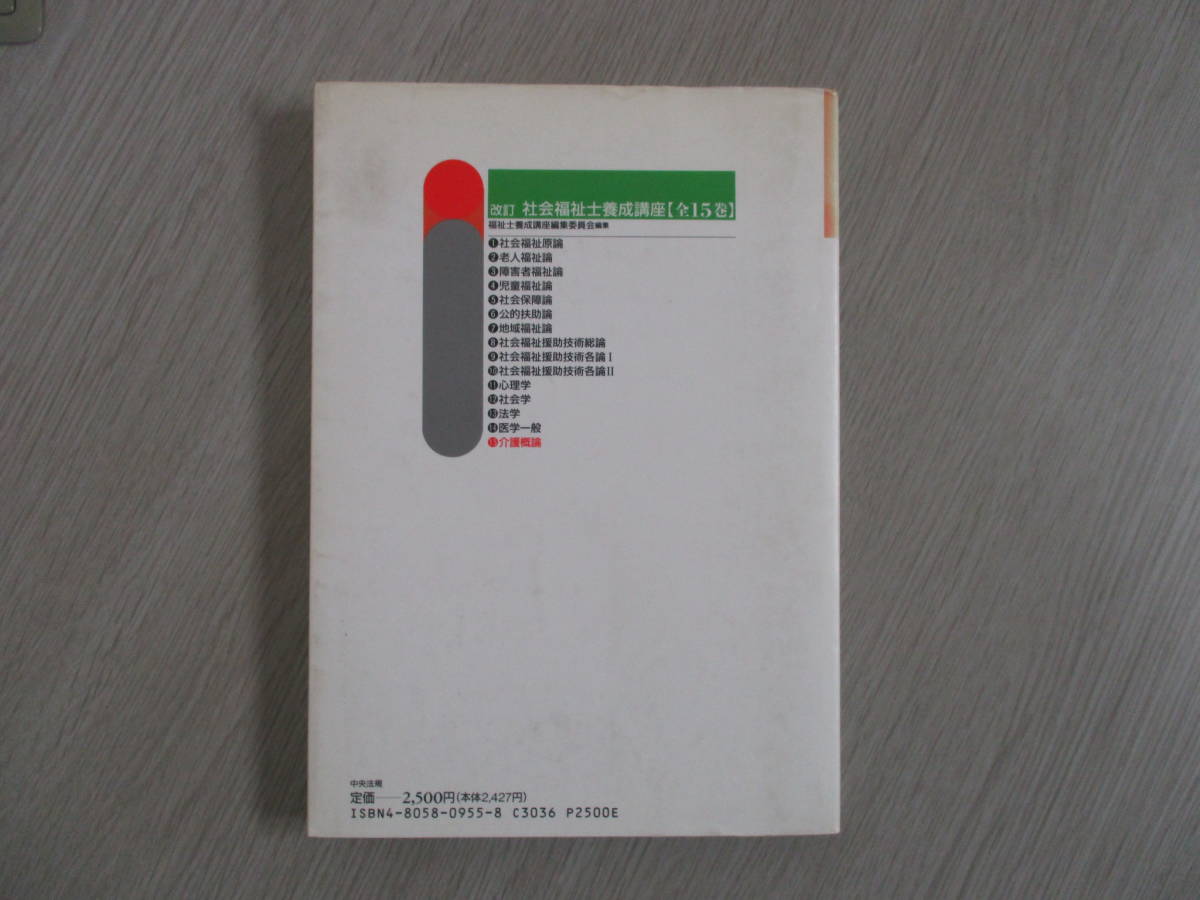 改訂 社会福祉士養成講座【全15巻】
福祉士養成講座編集委員会編集
❶社会福祉原論
❷老人福祉論
❸障害者福祉論
❹児童福祉論
❺社会保障論
❻公的扶助論
❼地域福祉論
❽社会福祉援助技術総論
❾社会福祉援助技術各論Ⅰ
❿社会福祉援助技術各論Ⅱ
⓫心理学
⓬社会学
⓭法学
⓮医学一般
⓯介護概論
中央法規
定価――2,500円(本体2,427円)
ISBN4-8058-0955-8 C3036 P2500E